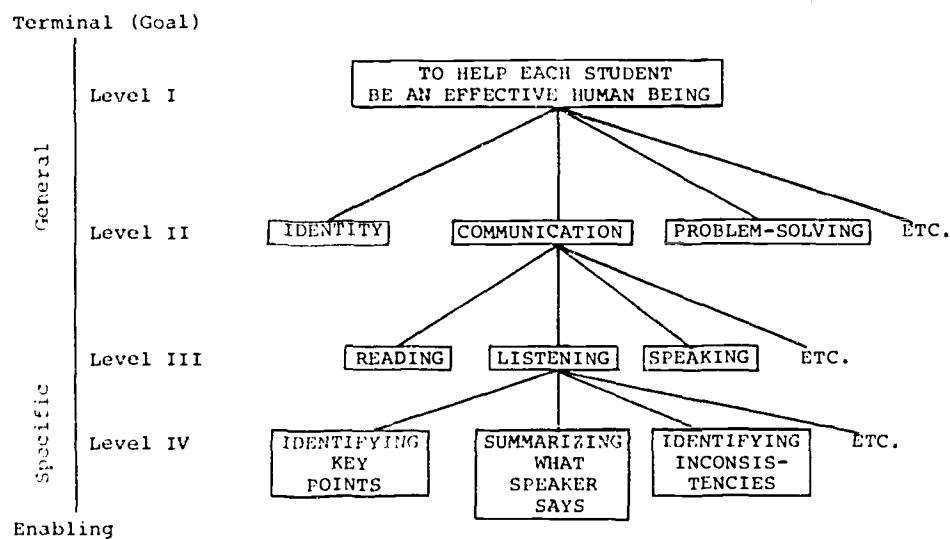 Terminal (Goal)
TO HELP EACH STUDENT
BE AN EFFECTIVE HUMAN BEING
Level I
General
Level II
IDENTITY
COMMUNICATION
PROBLEM-SOLVING
ETC.
Level III
READING
LISTENING
SPEAKING
ETC.
Specific
Level IV
IDENTIFYING
KEY
POINTS
SUMMARIZING
WHAT
SPEAKER
SAYS
IDENTIFYING
INCONSIS-
TENCIES
ETC.
Enabling